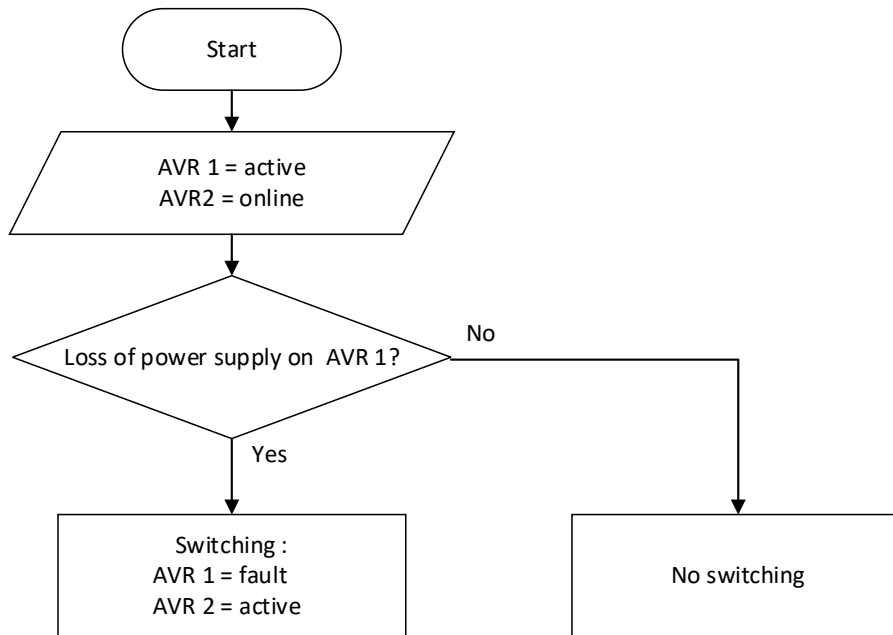 Start
AVR 1 = active
AVR2 = online
Loss of power supply on AVR 1?
No
Yes
Switching :
AVR 1 = fault
AVR 2 = active
No switching